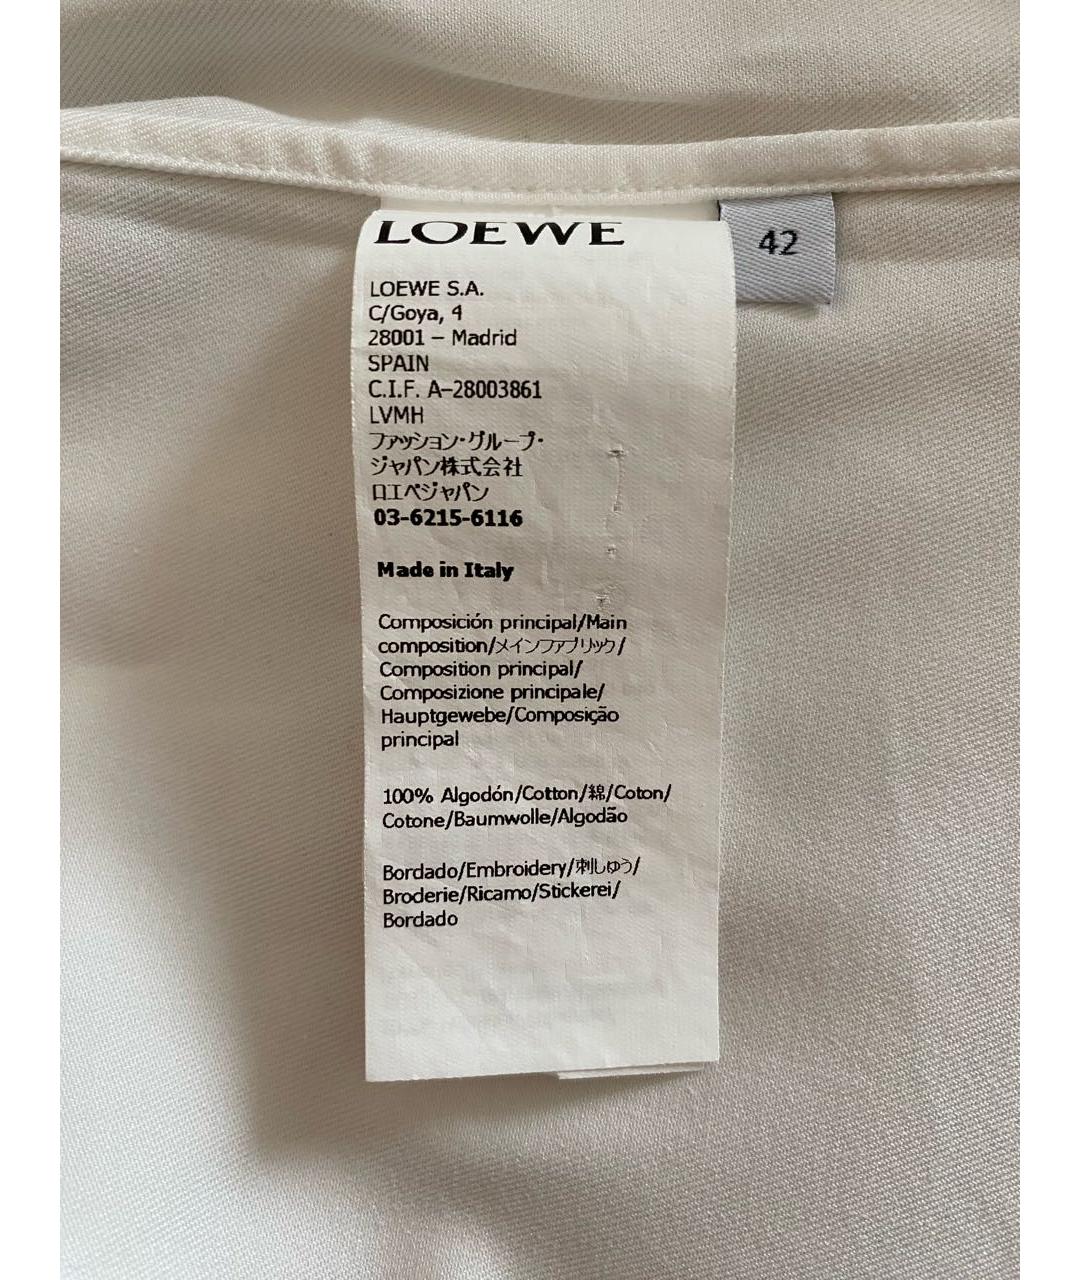 LOEWE
42
LOEWE S.A.
C/Goya, 4
28001 – Madrid
SPAIN
C.I.F. A–28003861
LVMH
ファッション・グループ・
ジャパン株式会社
ロエベジャパン
03-6215-6116
Made in Italy
Composición principal/Main
composition/メインファブリック/
Composition principal/
Composizione principale/
Hauptgewebe/Composição
principal
100% Algodón/Cotton/綿/Coton/
Cotone/Baumwolle/Algodão
Bordado/Embroidery/刺しゅう/
Broderie/Ricamo/Stickerei/
Bordado